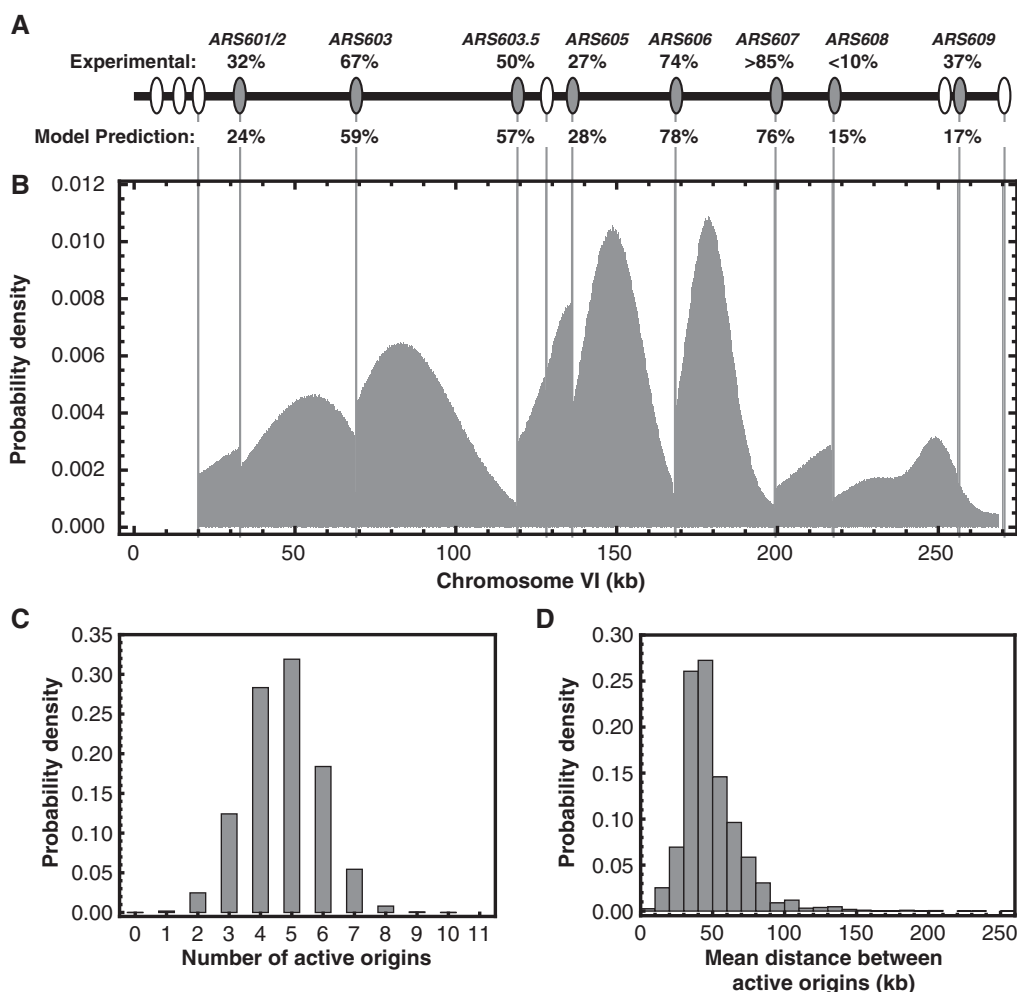 A
ARS601/2 ARS603 ARS603.5 ARS605 ARS606 ARS607 ARS608 ARS609
Experimental: 32% 67% 50% 27% 74% >85% <10% 37%
Model Prediction: 24% 59% 57% 28% 78% 76% 15% 17%
B
Probability density
0.012
0.010
0.008
0.006
0.004
0.002
0.000
0 50 100 150 200 250
Chromosome VI (kb)
C
Probability density
0.35
0.30
0.25
0.20
0.15
0.10
0.05
0.00
0 1 2 3 4 5 6 7 8 9 10 11
Number of active origins
D
Probability density
0.30
0.25
0.20
0.15
0.10
0.05
0.00
0 50 100 150 200 250
Mean distance between
active origins (kb)